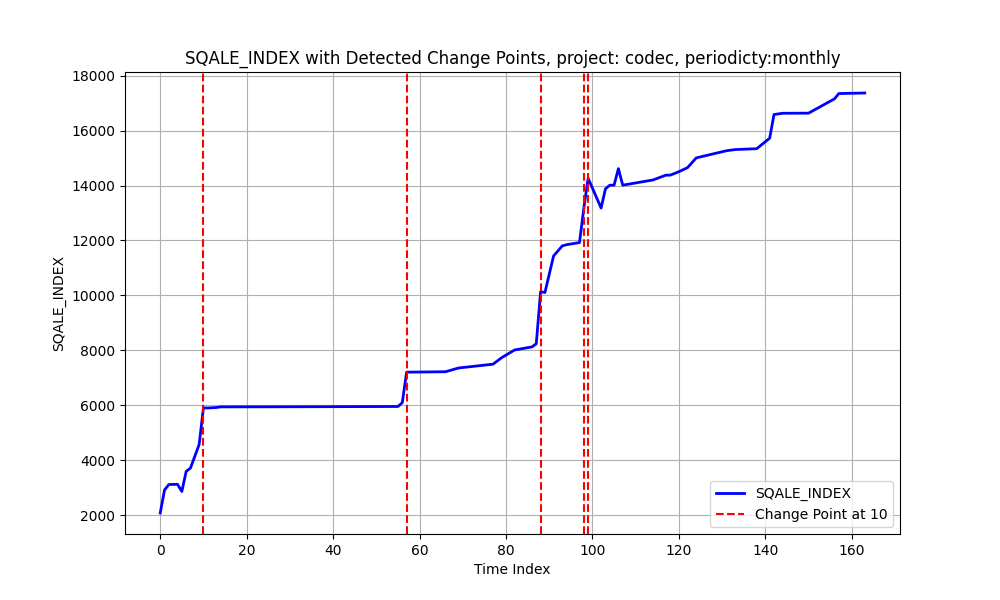 SQALE_INDEX with Detected Change Points, project: codec, periodicty:monthly
18000
16000
14000
12000
10000
8000
6000
4000
2000
SQALE_INDEX
0 20 40 60 80 100 120 140 160
Time Index
SQALE_INDEX
Change Point at 10